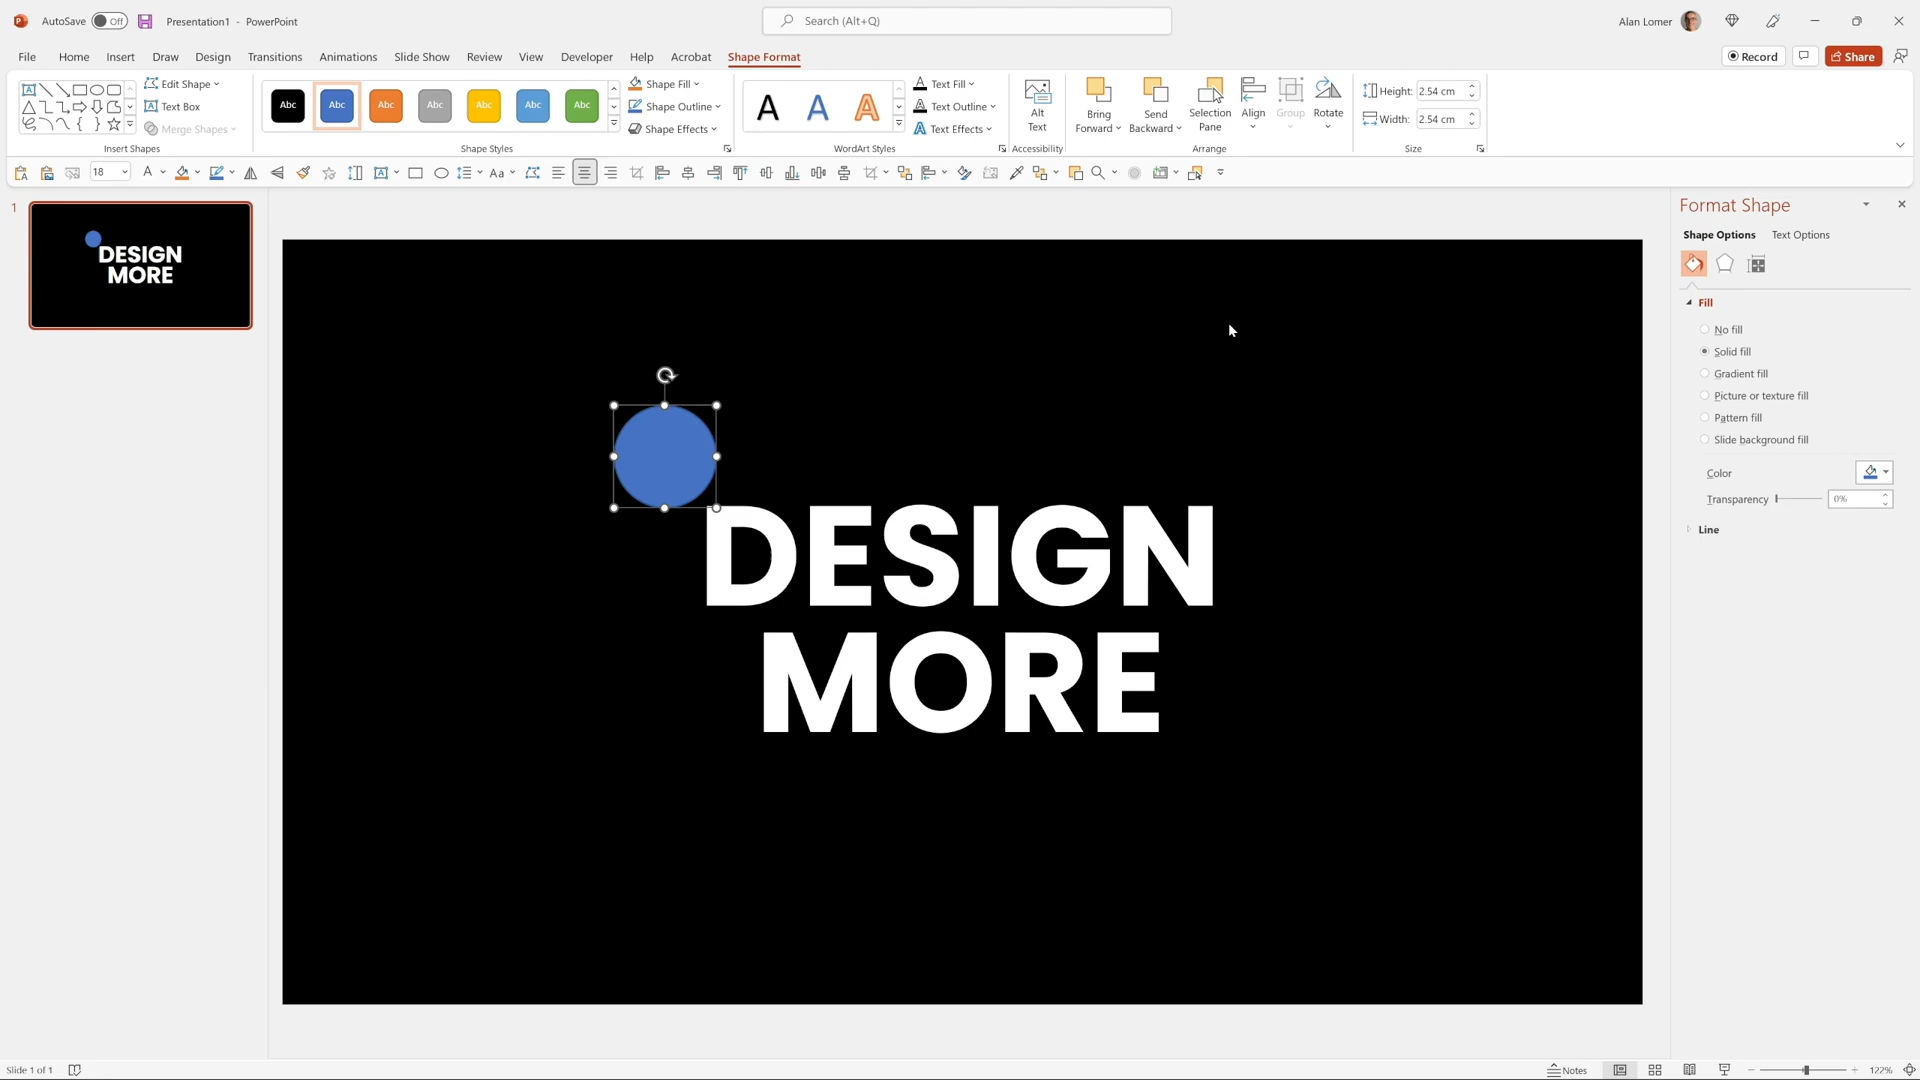 AutoSave Off Presentation1 - PowerPoint Search (Alt+Q) Alan Lomer
File Home Insert Draw Design Transitions Animations Slide Show Review View Developer Help Acrobat Shape Format Record Share
Edit Shape
Text Box
Merge Shapes
Insert Shapes
Abc Abc Abc Abc Abc Abc Abc
Shape Fill
Shape Outline
Shape Effects
Shape Styles
A A A
Text Fill
Text Outline
Text Effects
WordArt Styles
Alt
Text
Accessibility
Bring
Forward
Send
Backward
Selection
Pane
Align
Group
Rotate
Arrange
Height: 2.54 cm
Width: 2.54 cm
Size
18
Aa
1
DESIGN
MORE
DESIGN
MORE
Format Shape
Shape Options Text Options
Fill
No fill
Solid fill
Gradient fill
Picture or texture fill
Pattern fill
Slide background fill
Color
Transparency 0%
Line
Slide 1 of 1 Notes 122%